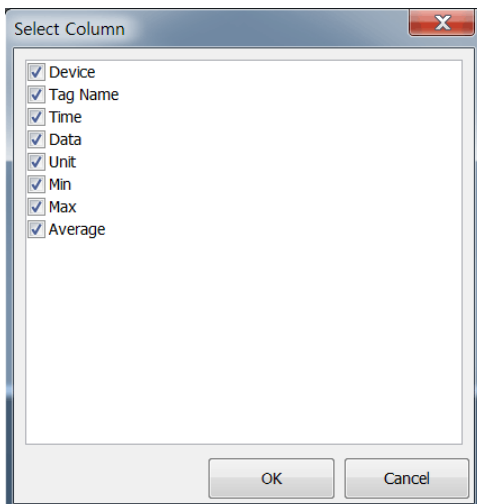 Select Column
Device
Tag Name
Time
Data
Unit
Min
Max
Average
OK
Cancel